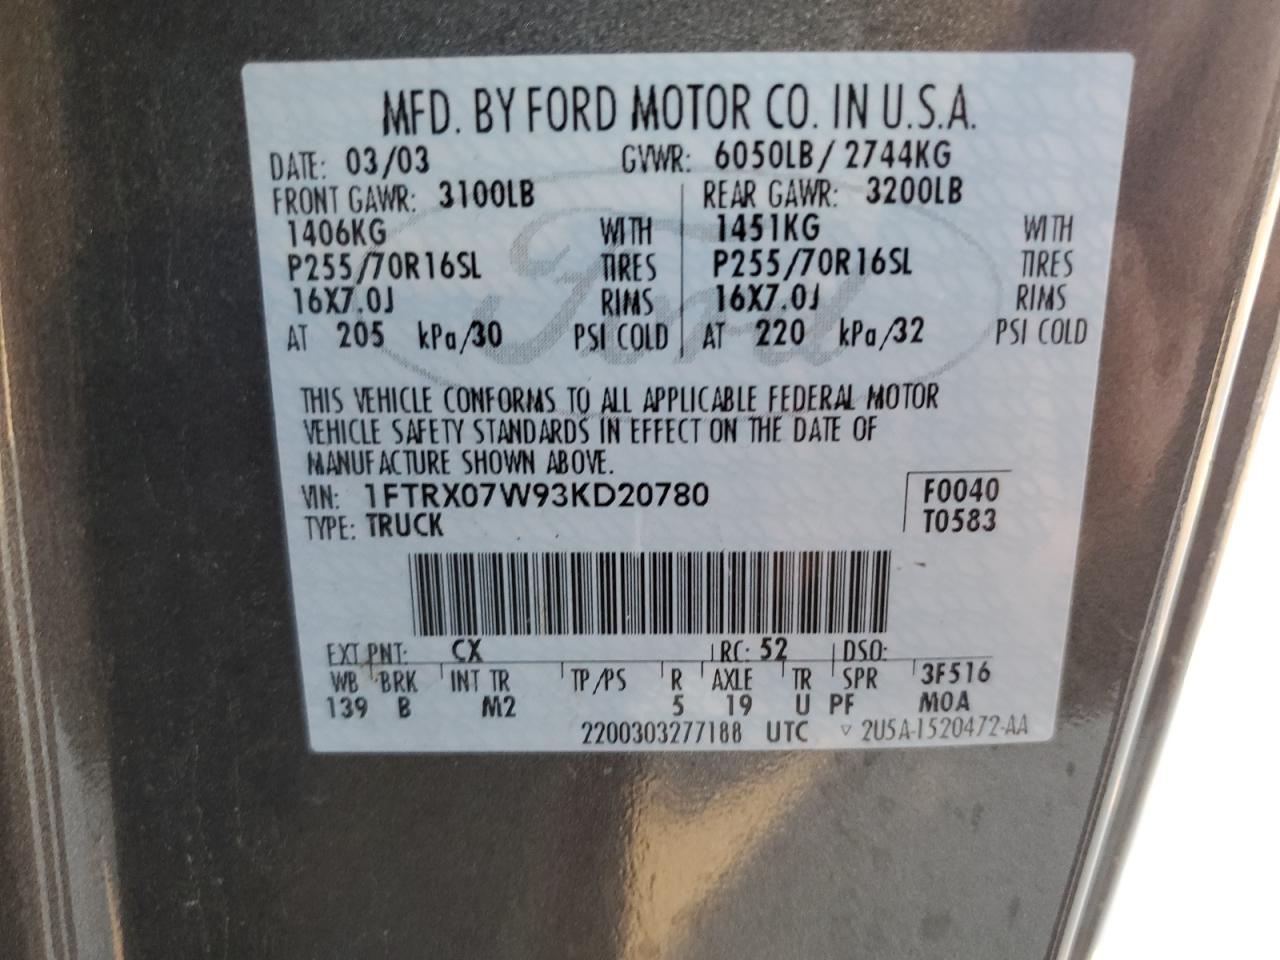 MFD. BY FORD MOTOR CO. IN U.S.A.
DATE: 03/03 GVWR: 6050LB/2744KG
FRONT GAWR: 3100LB REAR GAWR: 3200LB
1406KG WITH 1451KG WITH
P255/70R16SL TIRES P255/70R16SL TIRES
16X7.0J RIMS 16X7.0J RIMS
AT 205 kPa/30 PSI COLD AT 220 kPa/32 PSI COLD
Ford
THIS VEHICLE CONFORMS TO ALL APPLICABLE FEDERAL MOTOR
VEHICLE SAFETY STANDARDS IN EFFECT ON THE DATE OF
MANUFACTURE SHOWN ABOVE.
VIN: 1FTRX07W93KD20780 F0040
TYPE: TRUCK T0583
EXT PNT: CX RC: 52 DSO:
WB BRK INT TR TP/PS R AXLE TR SPR 3F516
139 B M2 5 19 U PF M0A
2200303277188 UTC ▽ 2U5A-1520472-AA